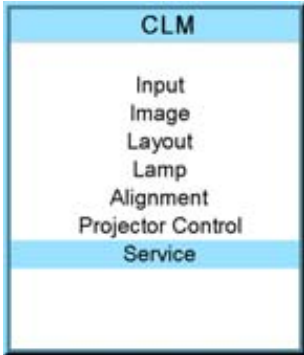 CLM
Input
Image
Layout
Lamp
Alignment
Projector Control
Service